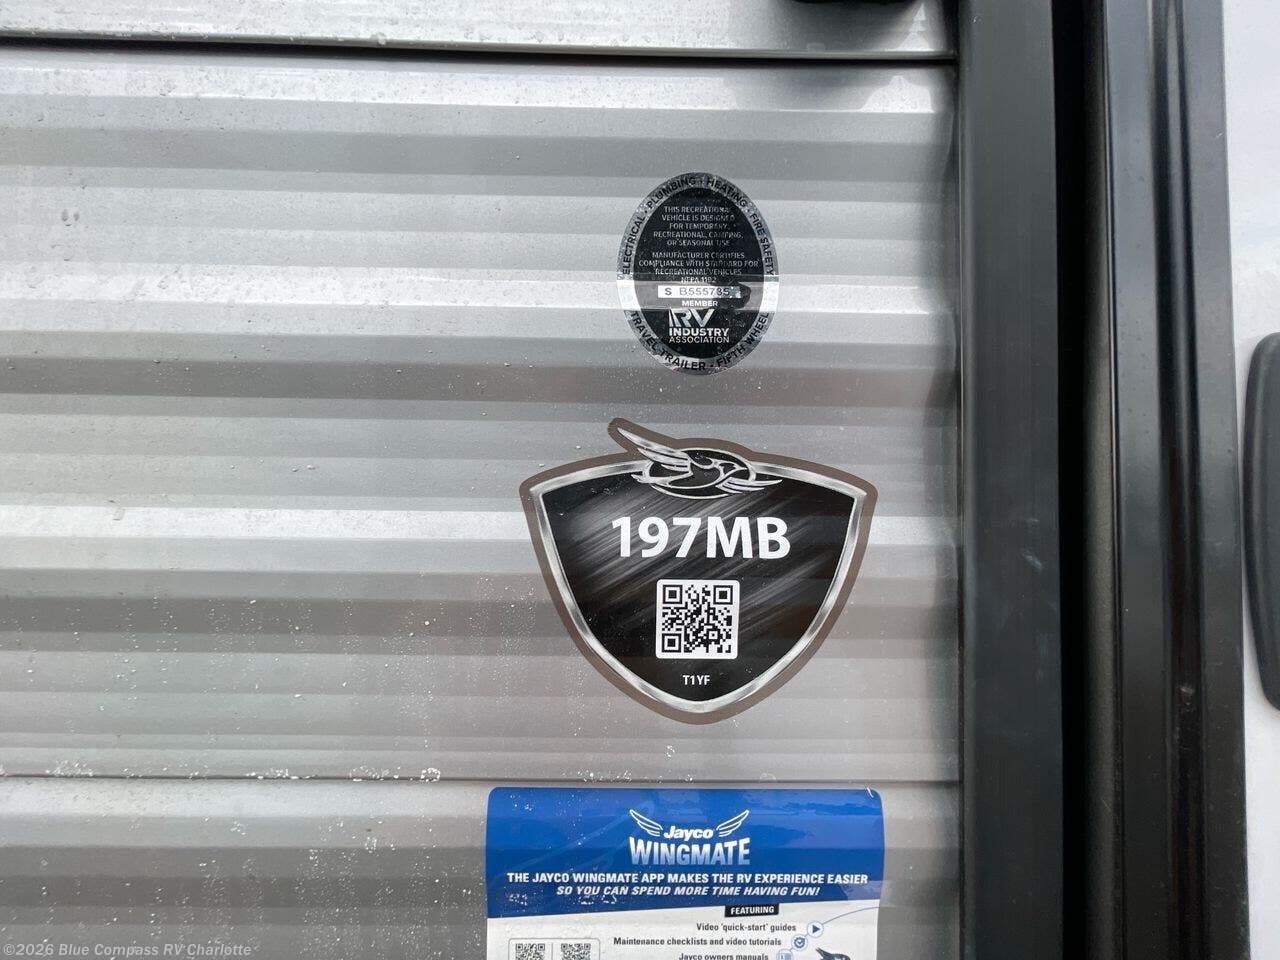 ELECTRICAL • PLUMBING • HEATING • FIRE SAFETY
THIS RECREATIONAL
VEHICLE IS DESIGNED
FOR TEMPORARY,
RECREATIONAL, CAMPING,
OR SEASONAL USE
MANUFACTURER CERTIFIES
COMPLIANCE WITH STANDARD FOR
RECREATIONAL VEHICLES
NFPA 1192
S
MEMBER
RV
INDUSTRY
ASSOCIATION
TRAVEL TRAILER • FIFTH WHEEL
197MB
T1YF
Jayco
WINGMATE
THE JAYCO WINGMATE APP MAKES THE RV EXPERIENCE EASIER
SO YOU CAN SPEND MORE TIME HAVING FUN!
FEATURING
Video 'quick-start' guides
Maintenance checklists and video tutorials
Jayco owners manuals
©2026 Blue Compass RV Charlotte